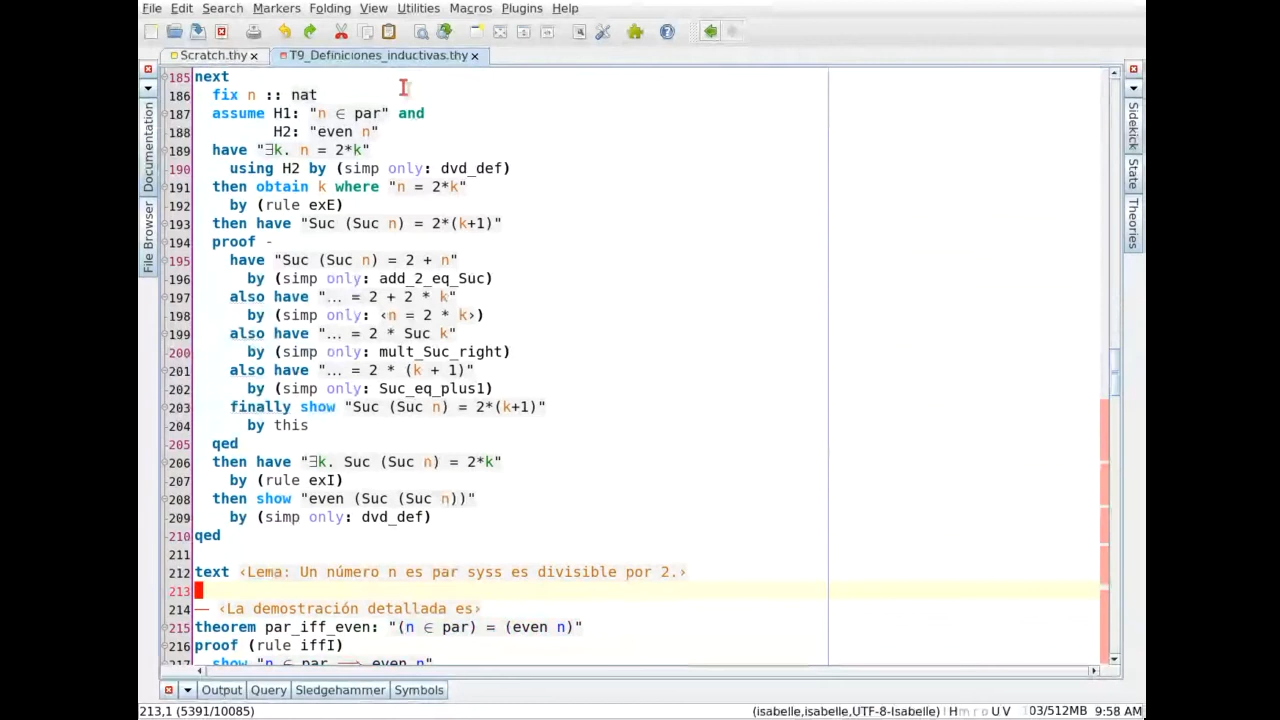 File Edit Search Markers Folding View Utilities Macros Plugins Help
Scratch.thy T9_Definiciones_inductivas.thy
Documentation
File Browser
Sidekick
State
Theories
185 next
186 fix n :: nat
187 assume H1: "n ∈ par" and
188 H2: "even n"
189 have "∃k. n = 2*k"
190 using H2 by (simp only: dvd_def)
191 then obtain k where "n = 2*k"
192 by (rule exE)
193 then have "Suc (Suc n) = 2*(k+1)"
194 proof -
195 have "Suc (Suc n) = 2 + n"
196 by (simp only: add_2_eq_Suc)
197 also have "... = 2 + 2 * k"
198 by (simp only: ‹n = 2 * k›)
199 also have "... = 2 * Suc k"
200 by (simp only: mult_Suc_right)
201 also have "... = 2 * (k + 1)"
202 by (simp only: Suc_eq_plus1)
203 finally show "Suc (Suc n) = 2*(k+1)"
204 by this
205 qed
206 then have "∃k. Suc (Suc n) = 2*k"
207 by (rule exI)
208 then show "even (Suc (Suc n))"
209 by (simp only: dvd_def)
210 qed
211
212 text ‹Lema: Un número n es par syss es divisible por 2.›
213
214 — ‹La demostración detallada es›
215 theorem par_iff_even: "(n ∈ par) = (even n)"
216 proof (rule iffI)
217 show "n ∈ par ⟹ even n"
Output Query Sledgehammer Symbols
213,1 (5391/10085) (isabelle,isabelle,UTF-8-Isabelle) H m r o U V 03/512MB 9:58 AM